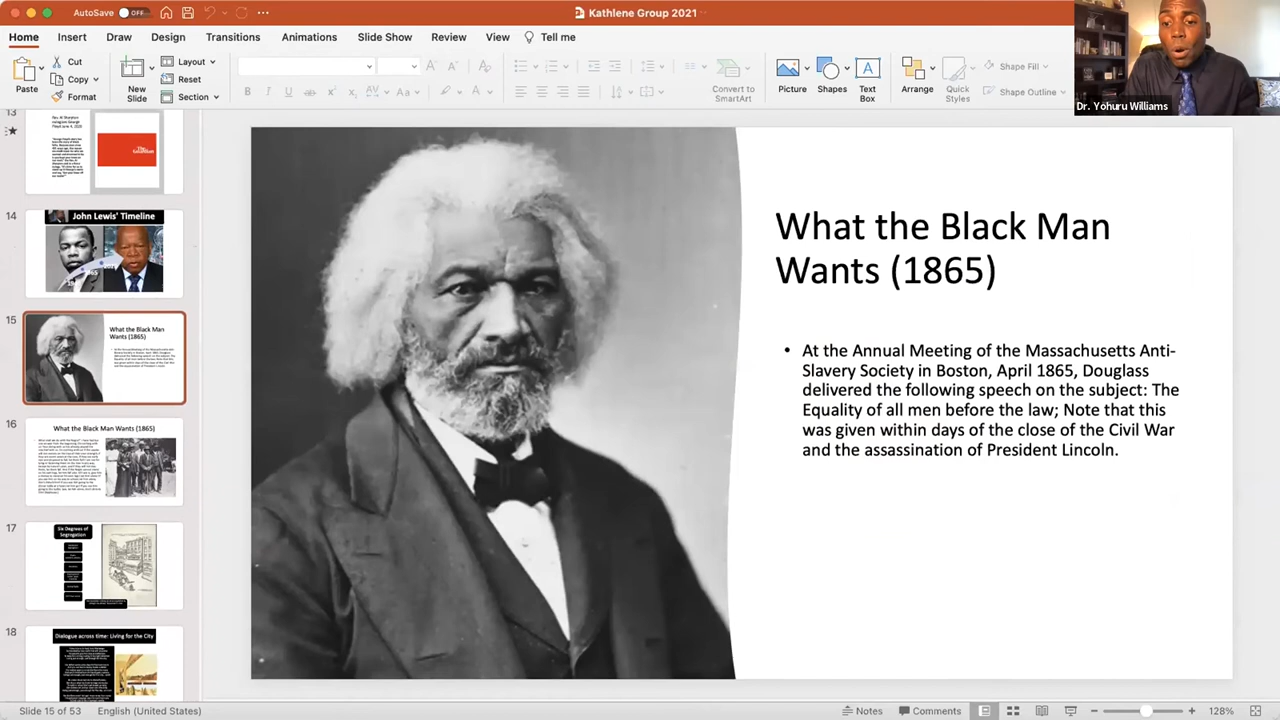 AutoSave OFF
Kathlene Group 2021
Home Insert Draw Design Transitions Animations Slide Show Review View Tell me
Paste
Cut
Copy
Format
New
Slide
Layout
Reset
Section
Convert to
SmartArt
Picture
Shapes
Text
Box
Arrange
Quick
Styles
Shape Fill
Shape Outline
Dr. Yohuru Williams
13
14
John Lewis' Timeline
15
What the Black Man
Wants (1865)
16
What the Black Man Wants (1865)
17
Six Degrees of
Segregation
18
Dialogue across time: Living for the City
What the Black Man
Wants (1865)
• At the Annual Meeting of the Massachusetts Anti-
Slavery Society in Boston, April 1865, Douglass
delivered the following speech on the subject: The
Equality of all men before the law; Note that this
was given within days of the close of the Civil War
and the assassination of President Lincoln.
Slide 15 of 53 English (United States)
Notes Comments 128%